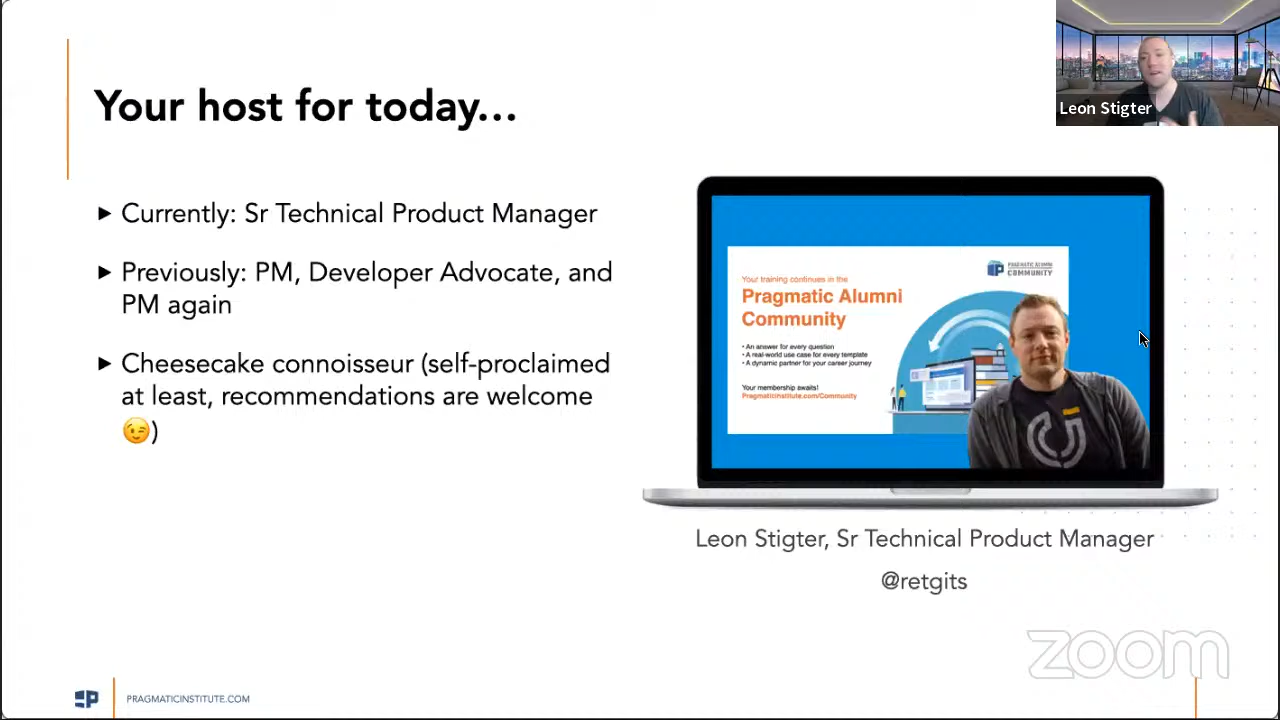 Your host for today...
Leon Stigter
▶ Currently: Sr Technical Product Manager
▶ Previously: PM, Developer Advocate, and
PM again
▶ Cheesecake connoisseur (self-proclaimed
at least, recommendations are welcome
😉)
PRAGMATIC ALUMNI
COMMUNITY
Your training continues in the
Pragmatic Alumni
Community
• An answer for every question
• A real-world use case for every template
• A dynamic partner for your career journey
Your membership awaits!
Pragmaticinstitute.com/Community
Leon Stigter, Sr Technical Product Manager
@retgits
zoom
PRAGMATICINSTITUTE.COM